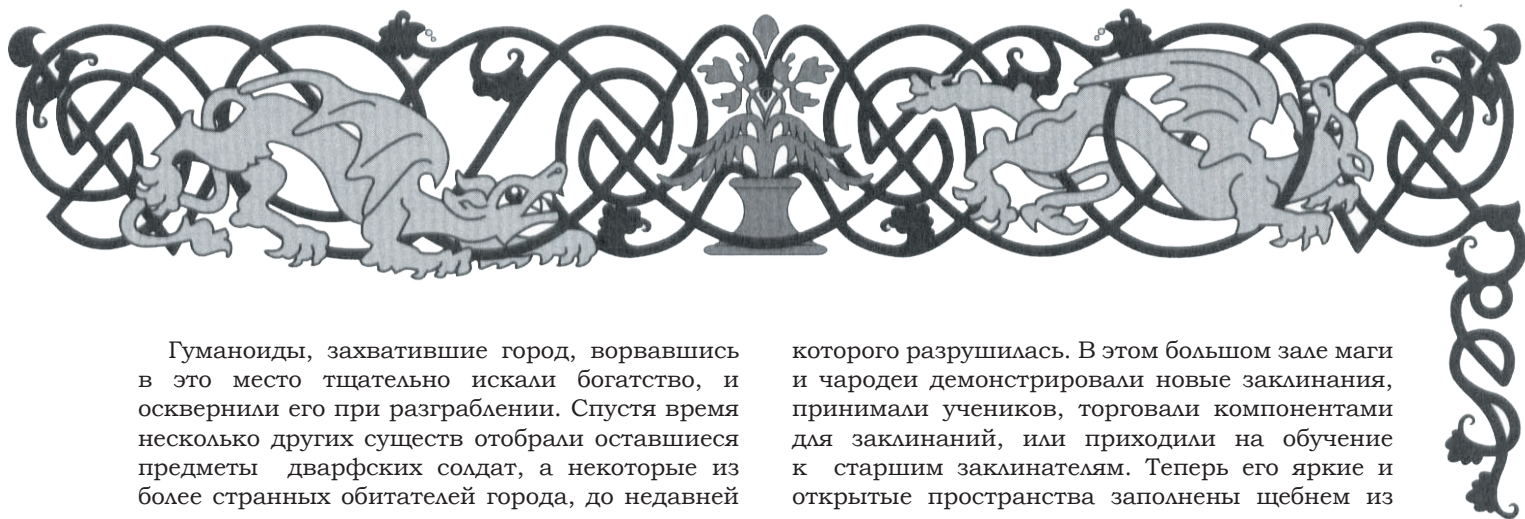 Гуманоиды, захватившие город, ворвавшись
в это место тщательно искали богатство, и
осквернили его при разграблении. Спустя время
несколько других существ отобрали оставшиеся
предметы дварфских солдат, а некоторые из
более странных обитателей города, до недавней
которого разрушилась. В этом большом зале маги
и чародеи демонстрировали новые заклинания,
принимали учеников, торговали компонентами
для заклинаний, или приходили на обучение
к старшим заклинателям. Теперь его яркие и
открытые пространства заполнены щебнем из